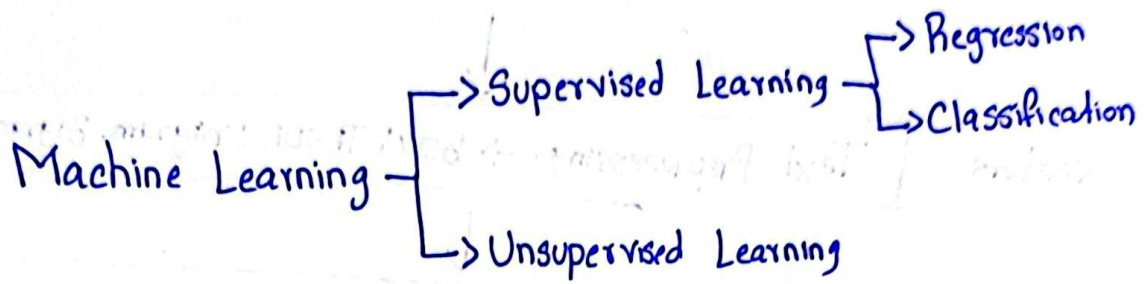 Regression
Supervised Learning
Classification
Machine Learning
Unsupervised Learning